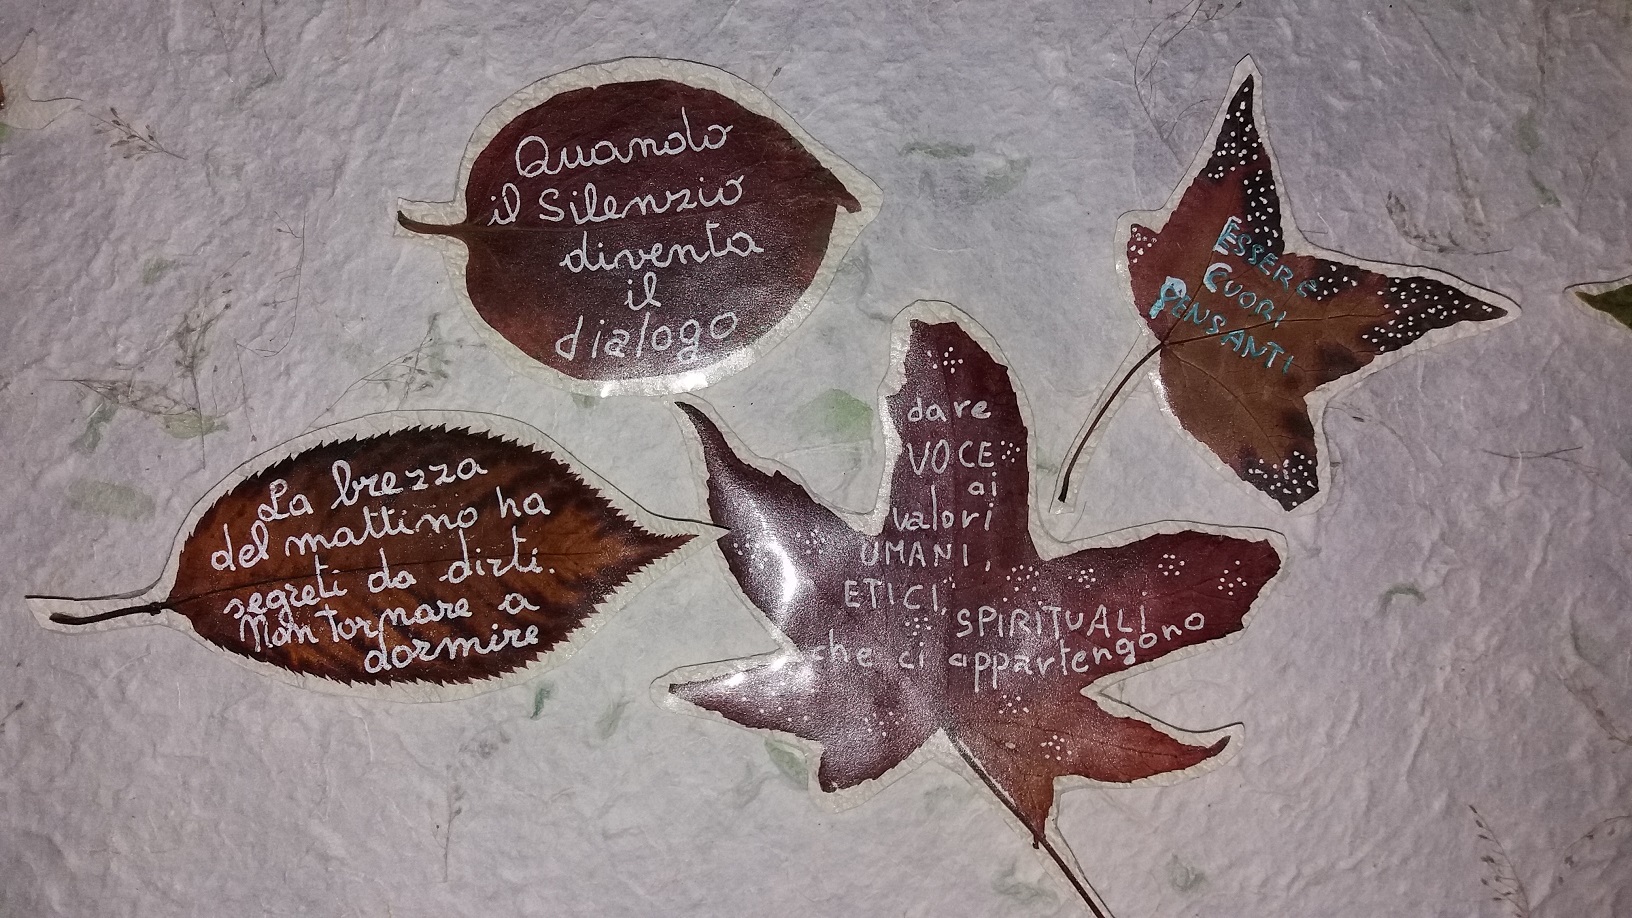 Quando
il Silenzio
diventa
il
dialogo
ESSERE
CUORI
PENSANTI
La brezza
del mattino ha
segreti da dirti.
Non tornare a
dormire
dare
VOCE
ai
valori
UMANI,
ETICI,
SPIRITUALI
che ci appartengono